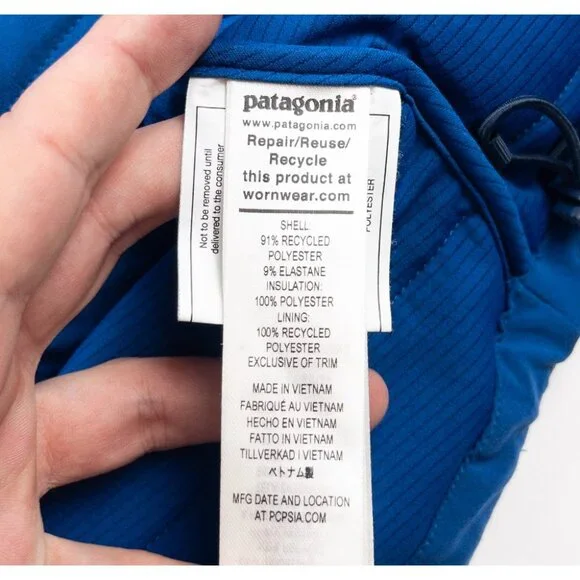 patagonia®
www.patagonia.com
Repair/Reuse/
Recycle
this product at
wornwear.com
SHELL:
91% RECYCLED
POLYESTER
9% ELASTANE
INSULATION:
100% POLYESTER
LINING:
100% RECYCLED
POLYESTER
EXCLUSIVE OF TRIM
MADE IN VIETNAM
FABRIQUÉ AU VIETNAM
HECHO EN VIETNAM
FATTO IN VIETNAM
TILLVERKAD I VIETNAM
ベトナム製
MFG DATE AND LOCATION
AT PCPSIA.COM
Not to be removed until
delivered to the consumer
POLYESTER